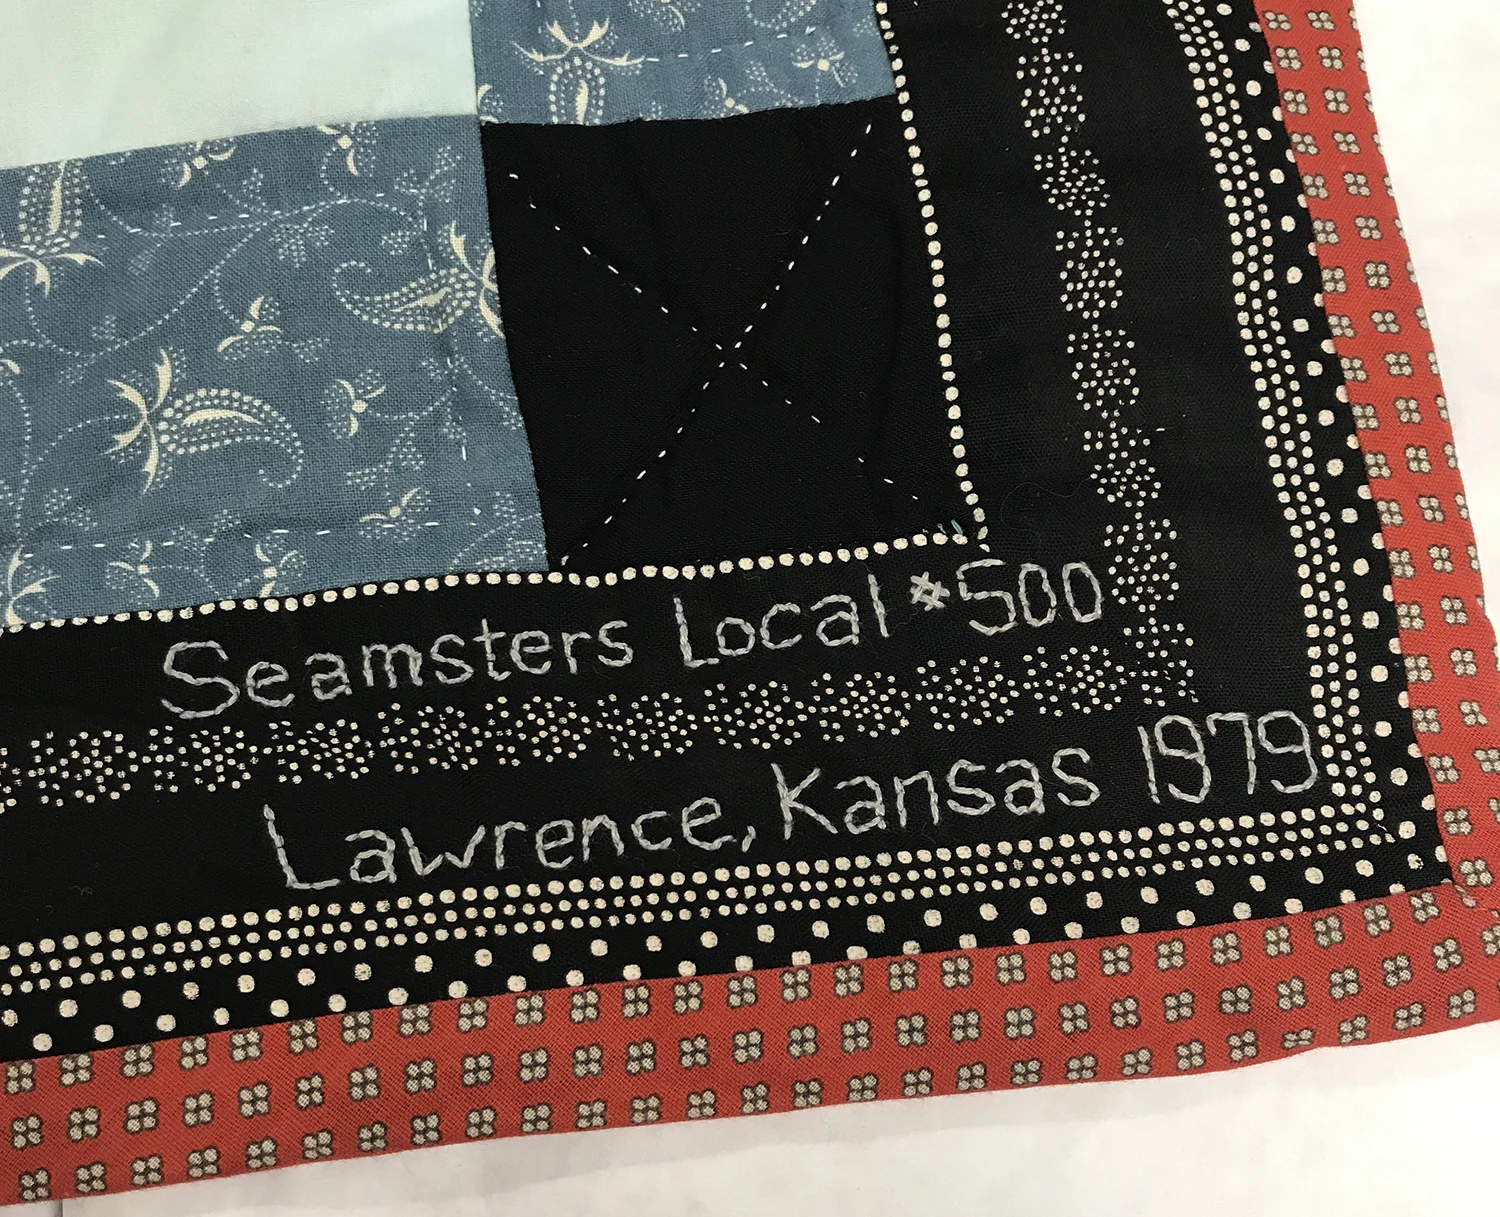 Seamsters Local #500
Lawrence, Kansas 1979